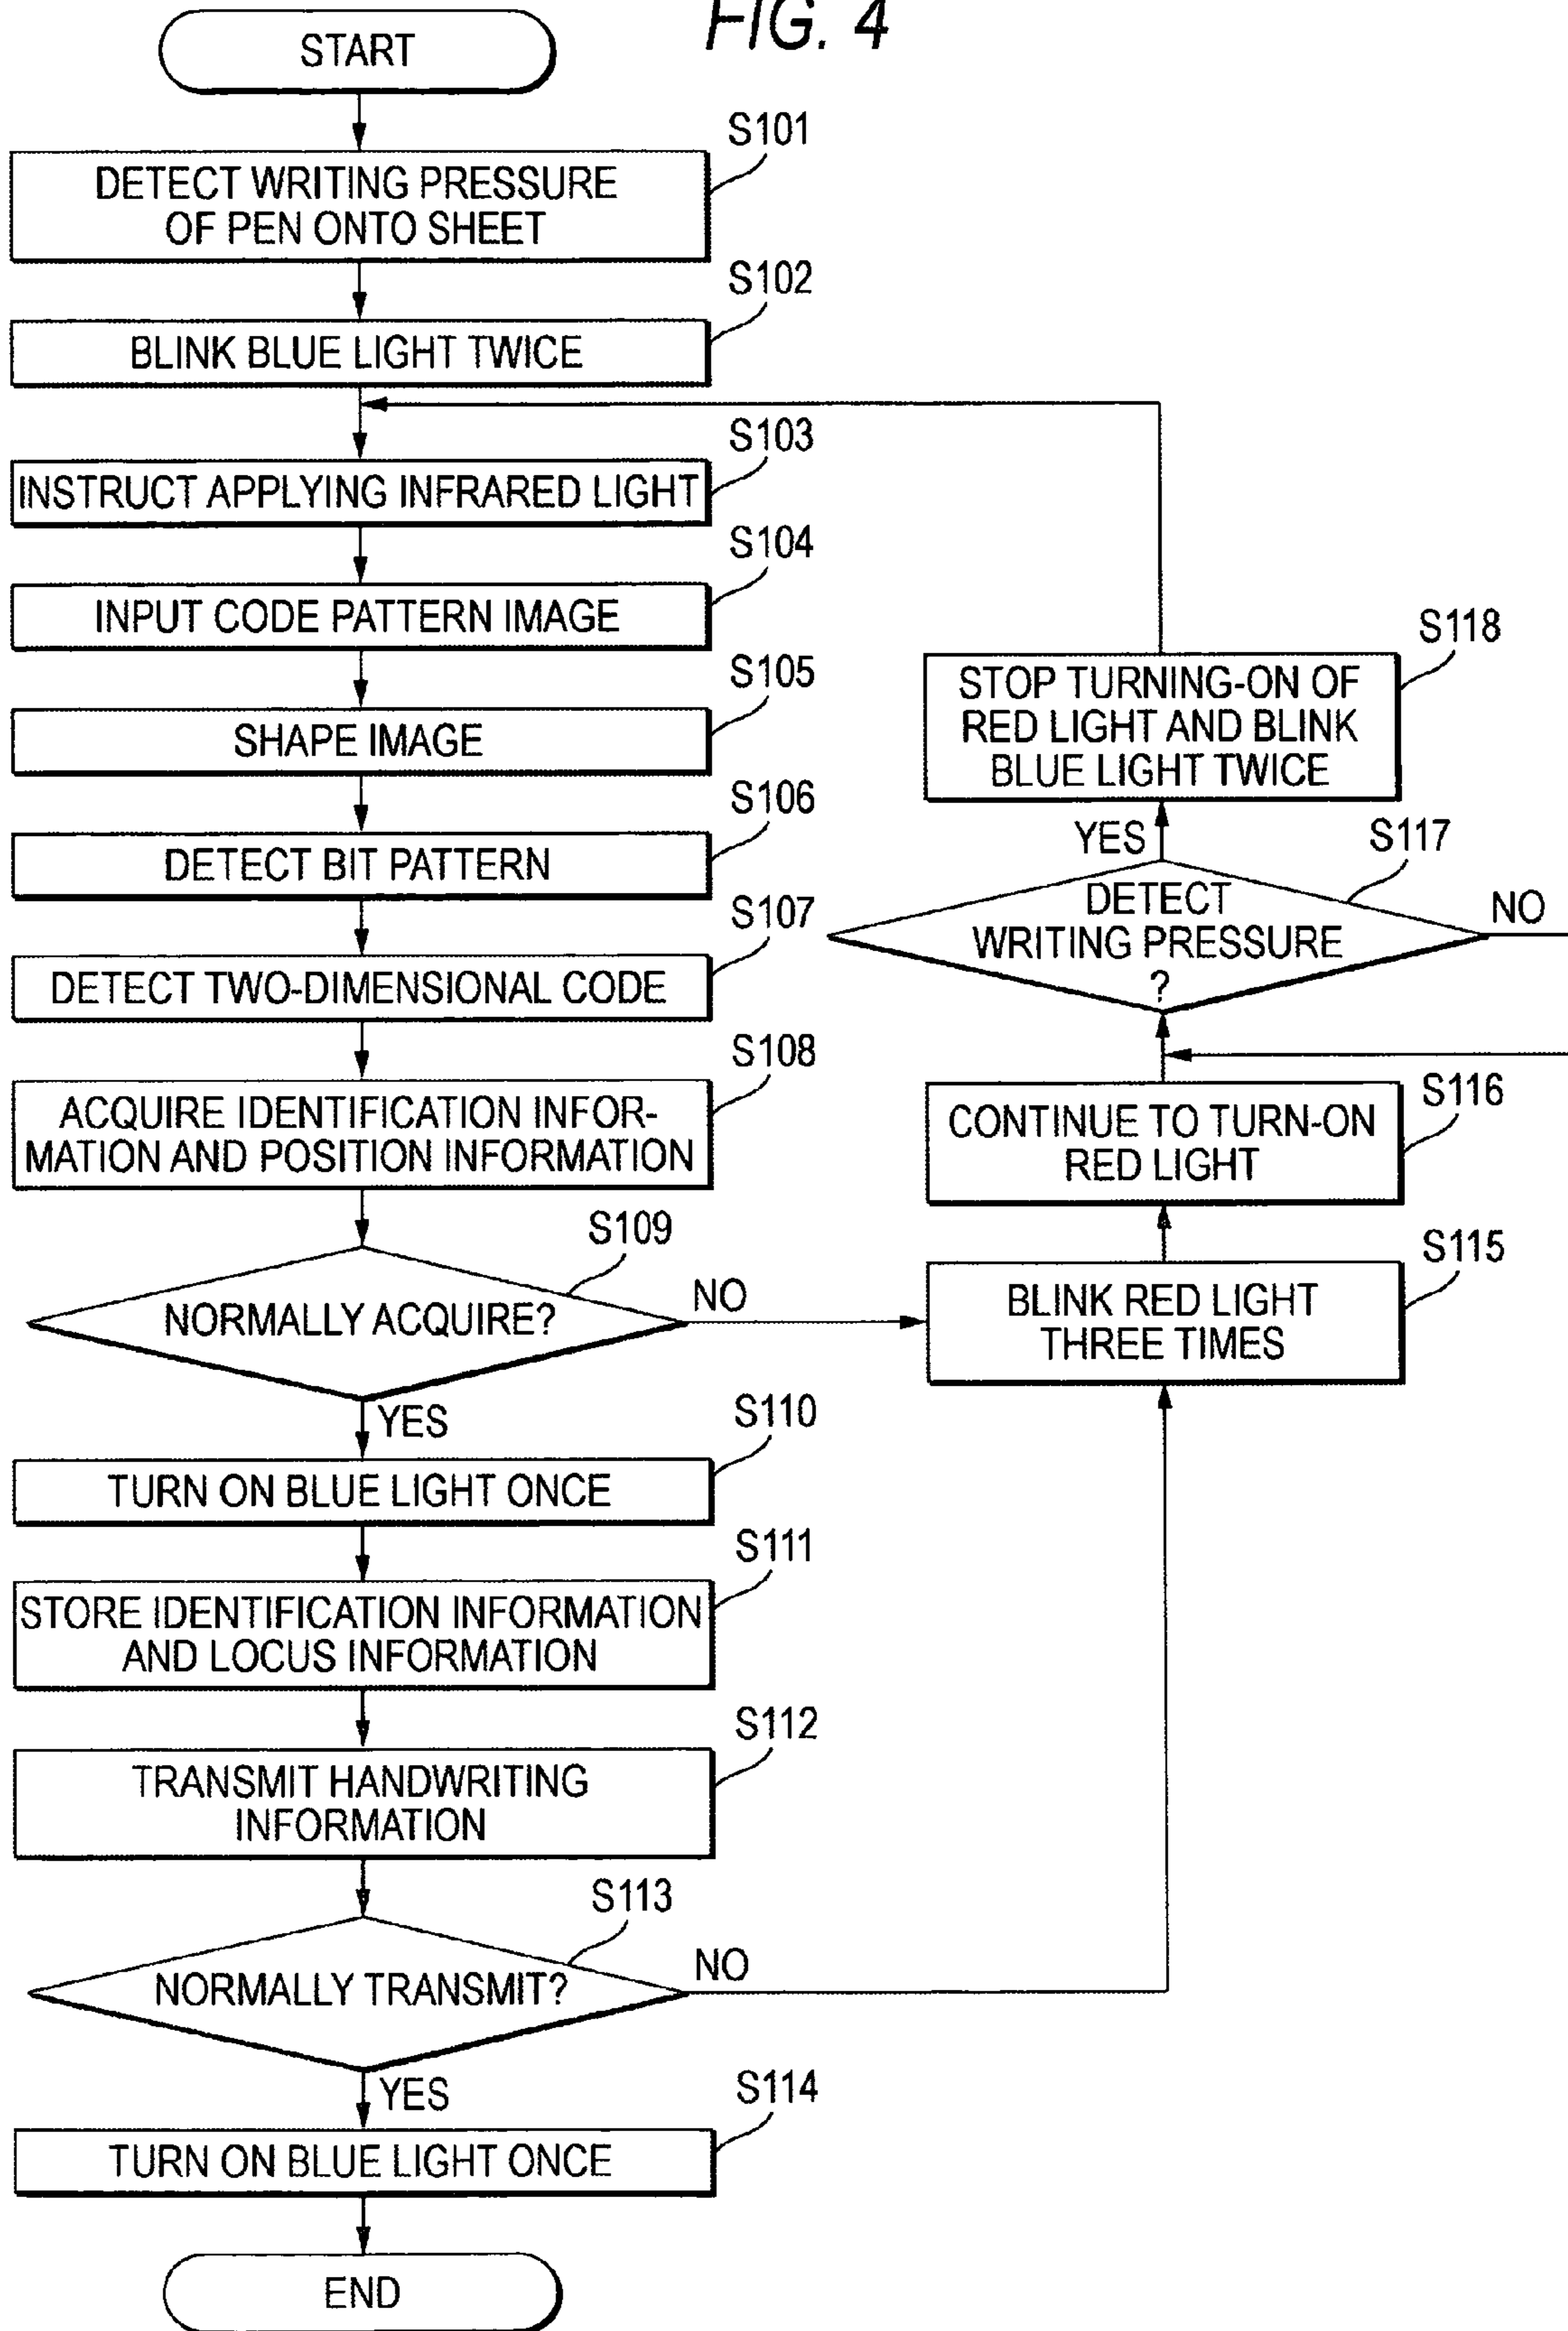 FIG. 4
START
S101
DETECT WRITING PRESSURE
OF PEN ONTO SHEET
S102
BLINK BLUE LIGHT TWICE
S103
INSTRUCT APPLYING INFRARED LIGHT
S104
INPUT CODE PATTERN IMAGE
S105
SHAPE IMAGE
S106
DETECT BIT PATTERN
S107
DETECT TWO-DIMENSIONAL CODE
S108
ACQUIRE IDENTIFICATION INFOR-
MATION AND POSITION INFORMATION
S109
NORMALLY ACQUIRE?
NO
YES
S110
TURN ON BLUE LIGHT ONCE
S111
STORE IDENTIFICATION INFORMATION
AND LOCUS INFORMATION
S112
TRANSMIT HANDWRITING
INFORMATION
S113
NORMALLY TRANSMIT?
NO
YES
S114
TURN ON BLUE LIGHT ONCE
END
S118
STOP TURNING-ON OF
RED LIGHT AND BLINK
BLUE LIGHT TWICE
YES
S117
DETECT
WRITING PRESSURE
?
NO
S116
CONTINUE TO TURN-ON
RED LIGHT
S115
BLINK RED LIGHT
THREE TIMES